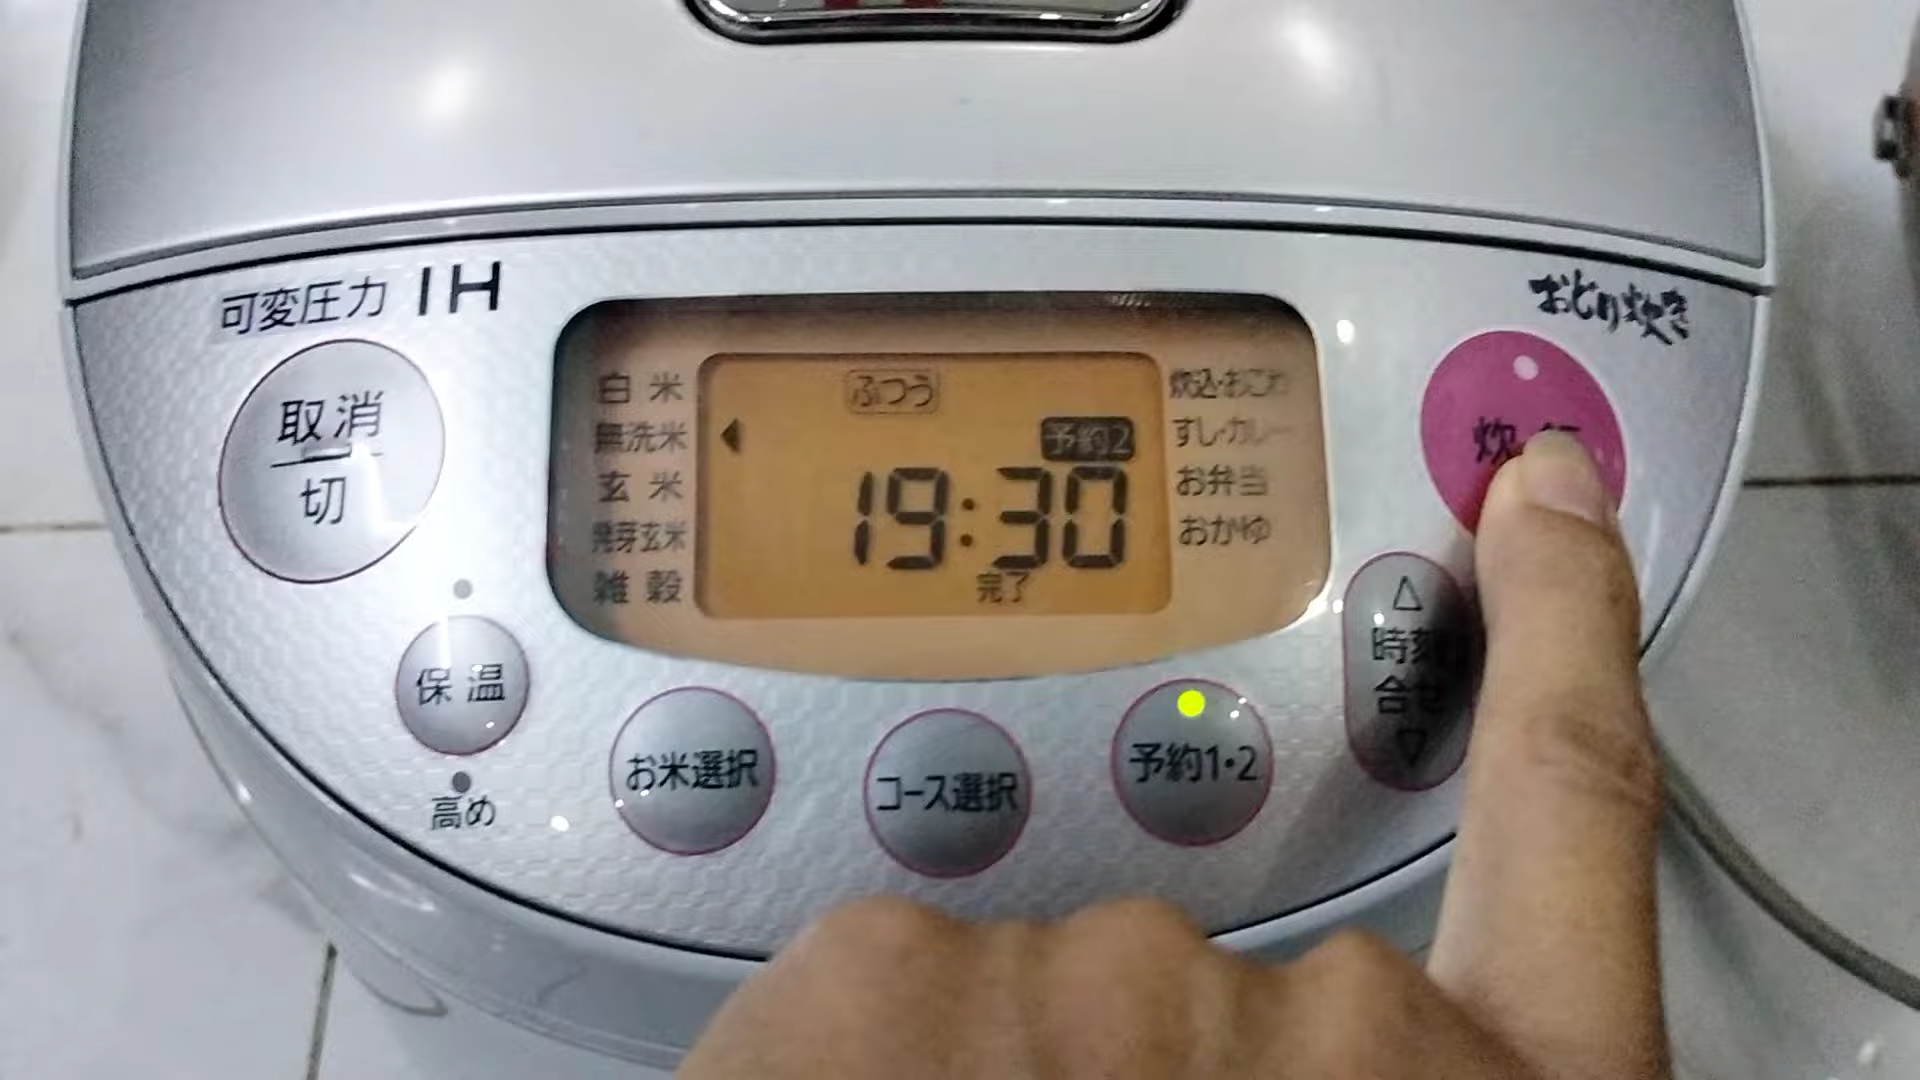 可変圧力 IH
おどり炊き
取消
切
保温
高め
白米
無洗米
玄米
発芽玄米
雑穀
ふつう
予約2
19:30
完了
炊込・おこわ
すし・カレー
お弁当
おかゆ
お米選択
コース選択
予約1・2
△
時刻
合せ
▽
炊